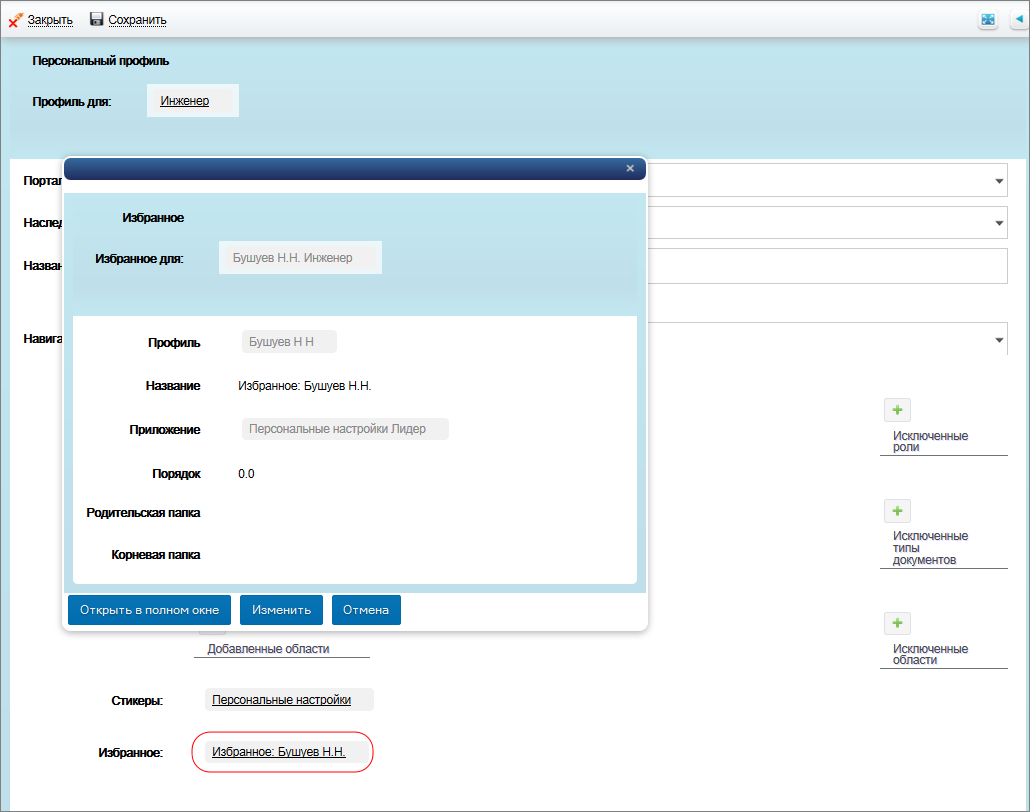 Закрыть Сохранить
Персональный профиль
Профиль для: Инженер
Портал
Избранное
Избранное для: Бушуев Н.Н. Инженер
Профиль Бушуев Н Н
Название Избранное: Бушуев Н.Н.
Приложение Персональные настройки Лидер
Порядок 0.0
Родительская папка
Корневая папка
Открыть в полном окне Изменить Отмена
Исключенные
роли
Исключенные
типы
документов
Исключенные
области
Добавленные области
Стикеры: Персональные настройки
Избранное: Избранное: Бушуев Н.Н.